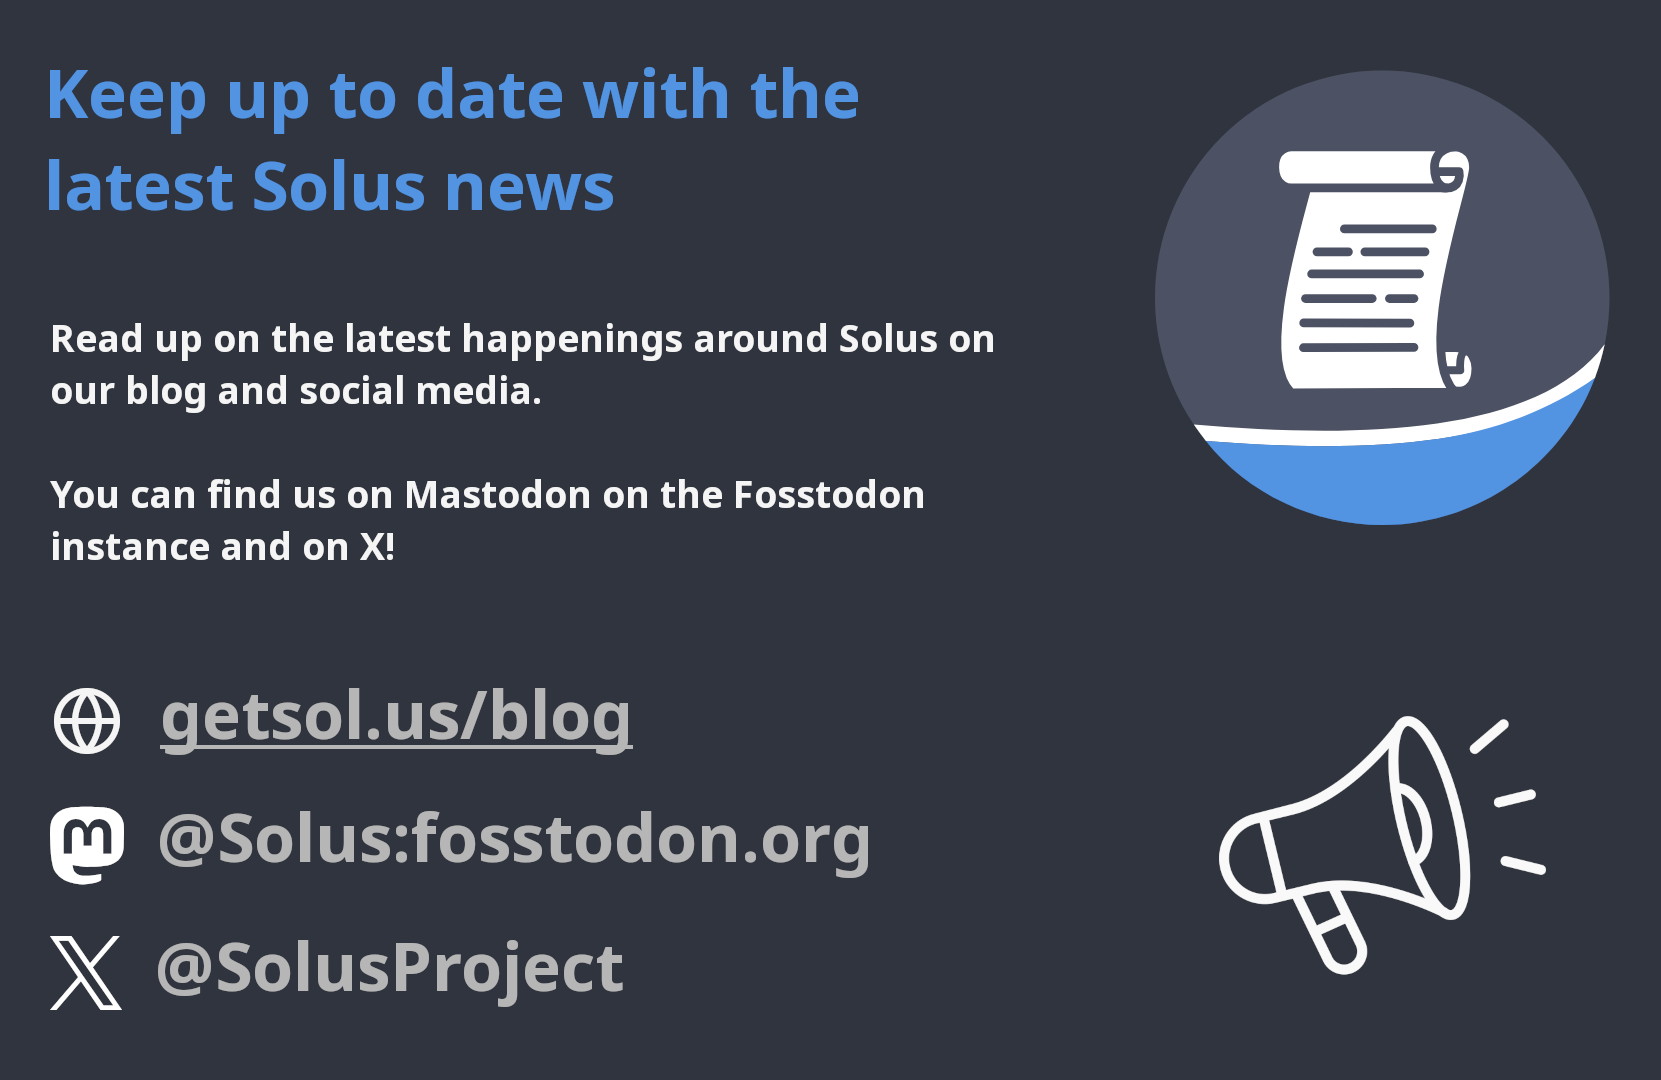 Keep up to date with the
latest Solus news
Read up on the latest happenings around Solus on
our blog and social media.
You can find us on Mastodon on the Fosstodon
instance and on X!
getsol.us/blog
@Solus:fosstodon.org
@SolusProject